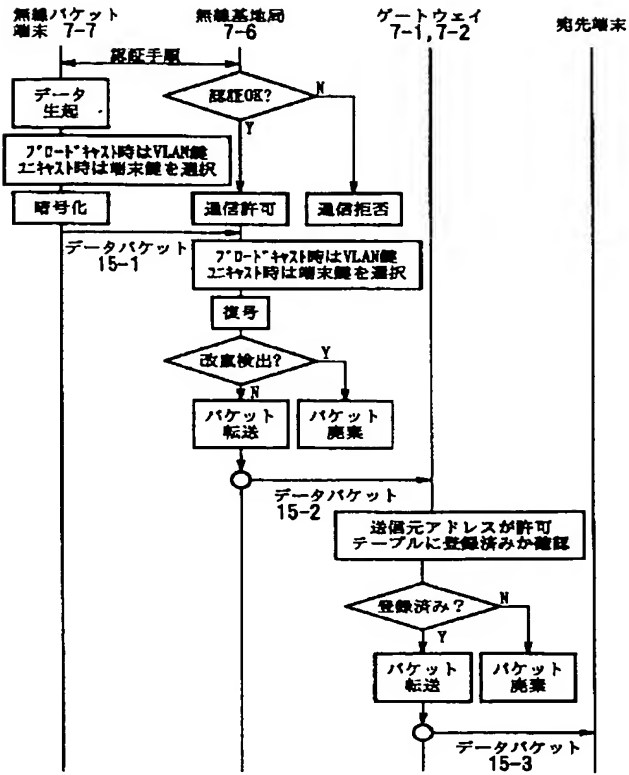 無線パケット
端末 7-7
無線基地局
7-6
ゲートウェイ
7-1, 7-2
宛先端末
認証手順
データ
生起
認証OK?
N
Y
ブロードキャスト時はVLAN鍵
ユニキャスト時は端末鍵を選択
暗号化
通信許可
通信拒否
データパケット
15-1
ブロードキャスト時はVLAN鍵
ユニキャスト時は端末鍵を選択
復号
改竄検出?
Y
N
パケット
転送
パケット
廃棄
データパケット
15-2
送信元アドレスが許可
テーブルに登録済みか確認
登録済み?
N
Y
パケット
転送
パケット
廃棄
データパケット
15-3